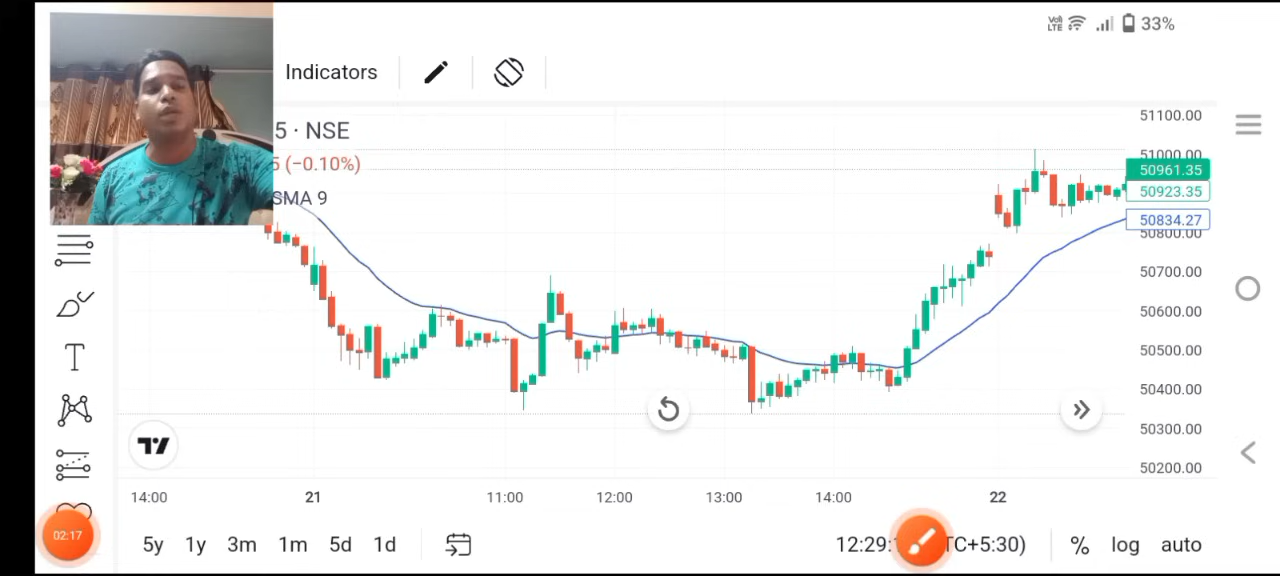 Vo)) LTE 33%
Indicators
5 · NSE
5 (−0.10%)
SMA 9
51100.00
51000.00
50961.35
50923.35
50834.27
50800.00
50700.00
50600.00
50500.00
50400.00
50300.00
50200.00
14:00 21 11:00 12:00 13:00 14:00 22
02:17
5y 1y 3m 1m 5d 1d 12:29: TC+5:30) % log auto